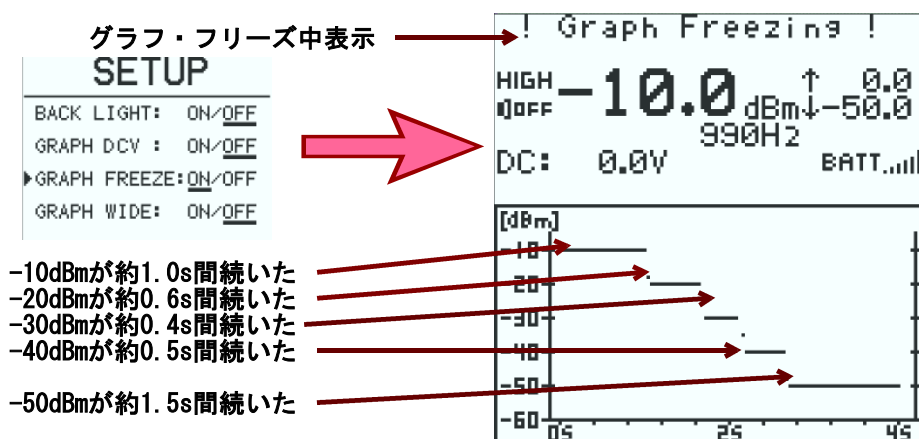 グラフ・フリーズ中表示
SETUP
BACK LIGHT: ON/OFF
GRAPH DCV : ON/OFF
▶GRAPH FREEZE:ON/OFF
GRAPH WIDE: ON/OFF
! Graph Freezing !
HIGH -10.0 dBm ↑ 0.0
OFF ↓-50.0
990Hz
DC: 0.0V BATT
[dBm]
-10
-20
-30
-40
-50
-60
0s 2s 4s
-10dBmが約1.0s間続いた
-20dBmが約0.6s間続いた
-30dBmが約0.4s間続いた
-40dBmが約0.5s間続いた
-50dBmが約1.5s間続いた